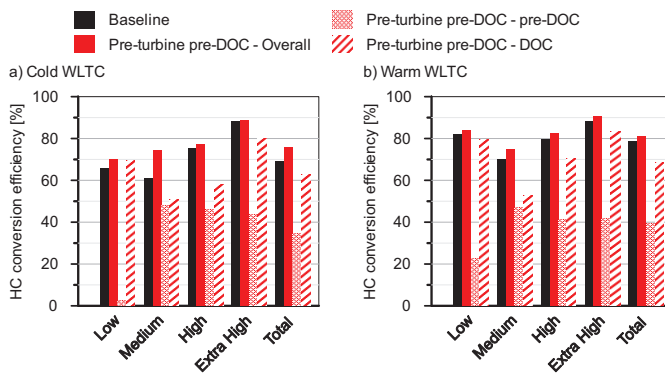 Baseline
Pre-turbine pre-DOC - pre-DOC
Pre-turbine pre-DOC - Overall
Pre-turbine pre-DOC - DOC
a) Cold WLTC
b) Warm WLTC
HC conversion efficiency [%]
100
80
60
40
20
0
Low
Medium
High
Extra High
Total
HC conversion efficiency [%]
100
80
60
40
20
0
Low
Medium
High
Extra High
Total